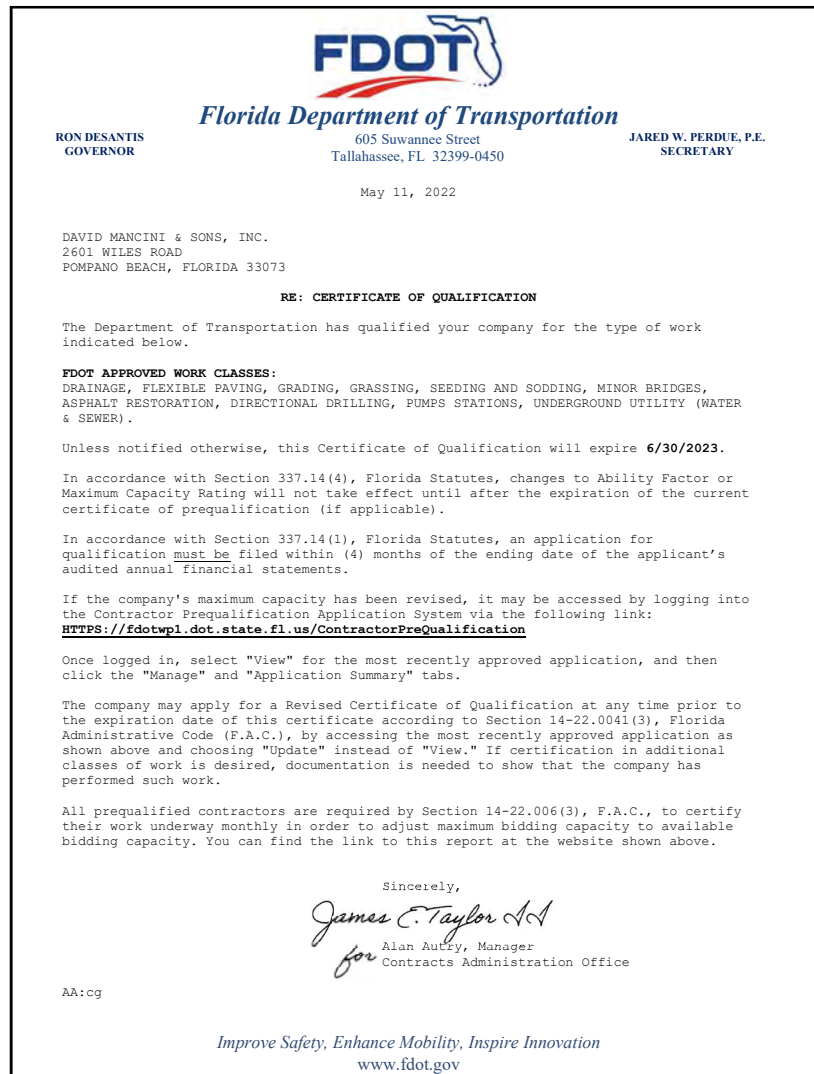 FDOT
Florida Department of Transportation
RON DESANTIS
GOVERNOR
605 Suwannee Street
Tallahassee, FL 32399-0450
JARED W. PERDUE, P.E.
SECRETARY
May 11, 2022
DAVID MANCINI & SONS, INC.
2601 WILES ROAD
POMPANO BEACH, FLORIDA 33073
RE: CERTIFICATE OF QUALIFICATION
The Department of Transportation has qualified your company for the type of work
indicated below.
FDOT APPROVED WORK CLASSES:
DRAINAGE, FLEXIBLE PAVING, GRADING, GRASSING, SEEDING AND SODDING, MINOR BRIDGES,
ASPHALT RESTORATION, DIRECTIONAL DRILLING, PUMPS STATIONS, UNDERGROUND UTILITY (WATER
& SEWER).
Unless notified otherwise, this Certificate of Qualification will expire 6/30/2023.
In accordance with Section 337.14(4), Florida Statutes, changes to Ability Factor or
Maximum Capacity Rating will not take effect until after the expiration of the current
certificate of prequalification (if applicable).
In accordance with Section 337.14(1), Florida Statutes, an application for
qualification must be filed within (4) months of the ending date of the applicant's
audited annual financial statements.
If the company's maximum capacity has been revised, it may be accessed by logging into
the Contractor Prequalification Application System via the following link:
HTTPS://fdotwp1.dot.state.fl.us/ContractorPreQualification
Once logged in, select "View" for the most recently approved application, and then
click the "Manage" and "Application Summary" tabs.
The company may apply for a Revised Certificate of Qualification at any time prior to
the expiration date of this certificate according to Section 14-22.0041(3), Florida
Administrative Code (F.A.C.), by accessing the most recently approved application as
shown above and choosing "Update" instead of "View." If certification in additional
classes of work is desired, documentation is needed to show that the company has
performed such work.
All prequalified contractors are required by Section 14-22.006(3), F.A.C., to certify
their work underway monthly in order to adjust maximum bidding capacity to available
bidding capacity. You can find the link to this report at the website shown above.
Sincerely,
James E. Taylor
for Alan Autry, Manager
Contracts Administration Office
AA:cg
Improve Safety, Enhance Mobility, Inspire Innovation
www.fdot.gov